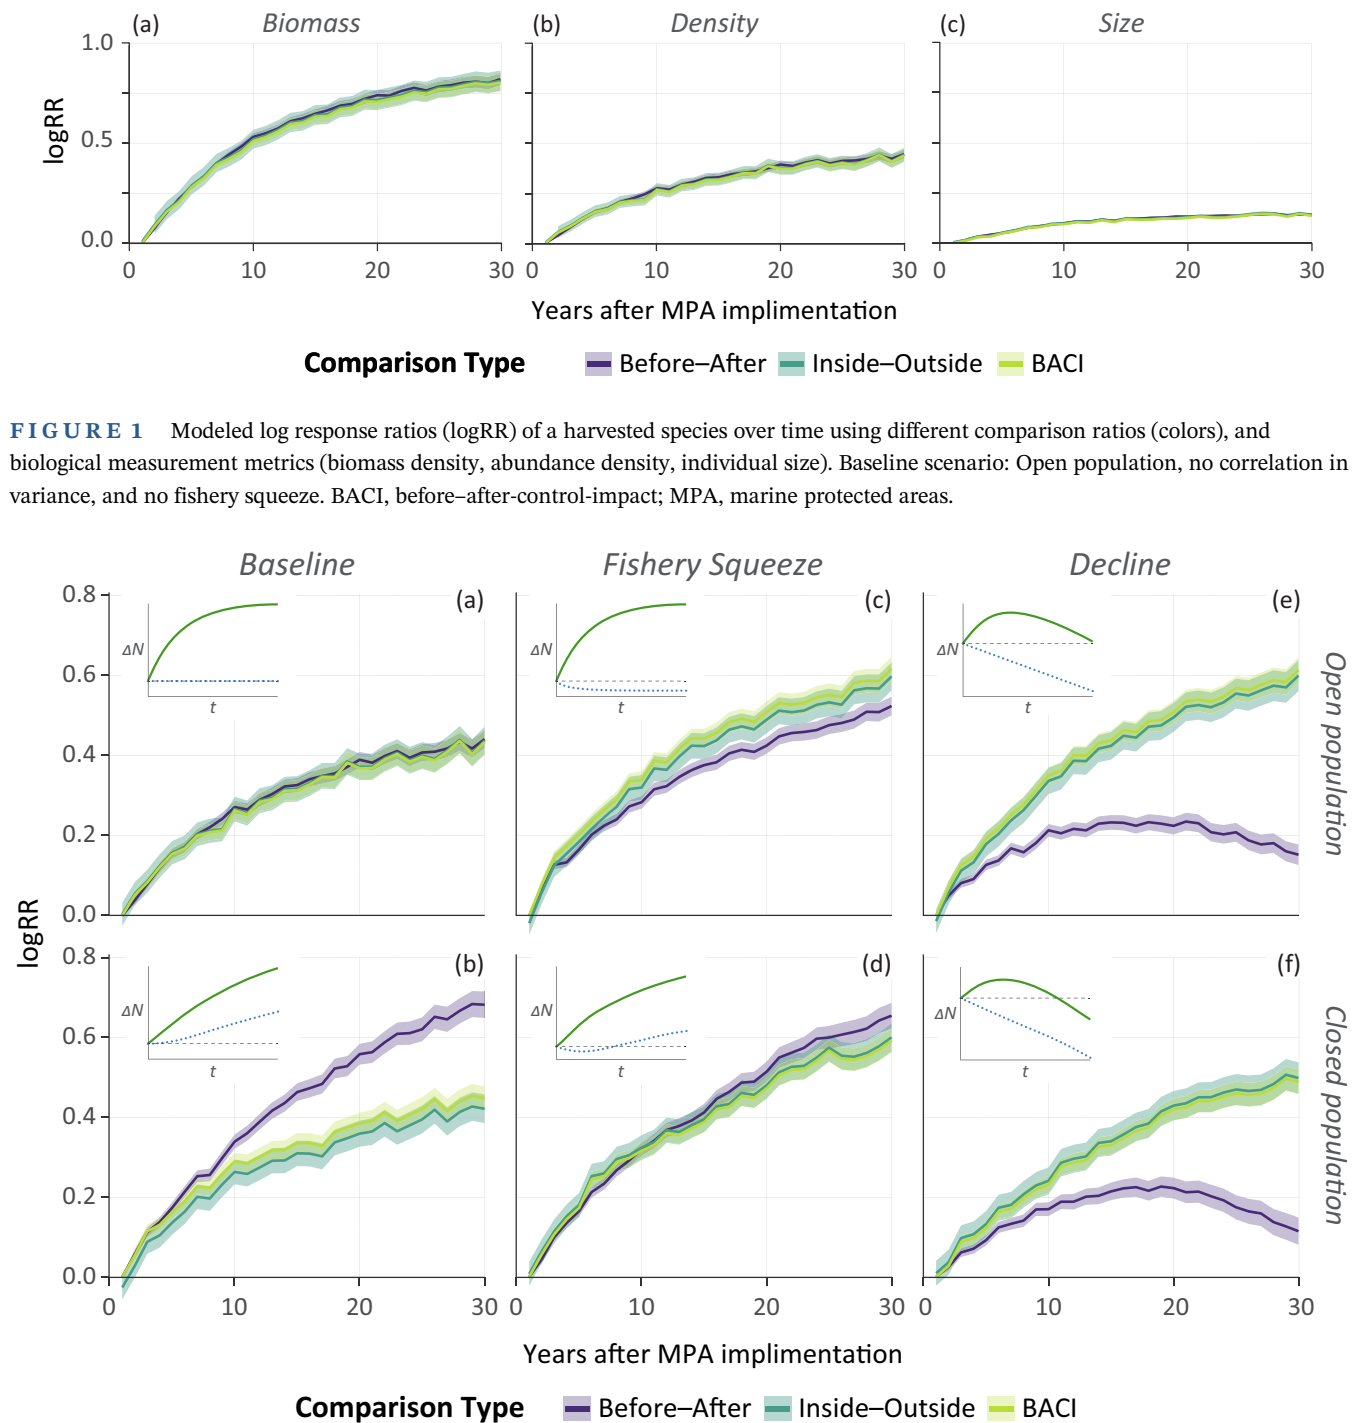 (a) Biomass (b) Density (c) Size
1.0
0.5
0.0
logRR
0 10 20 30 0 10 20 30 0 10 20 30
Years after MPA implimentation
Comparison Type Before–After Inside–Outside BACI
FIGURE 1 Modeled log response ratios (logRR) of a harvested species over time using different comparison ratios (colors), and
biological measurement metrics (biomass density, abundance density, individual size). Baseline scenario: Open population, no correlation in
variance, and no fishery squeeze. BACI, before–after-control-impact; MPA, marine protected areas.
Baseline Fishery Squeeze Decline
0.8 (a) (c) (e)
ΔN ΔN ΔN
t t t
0.6
0.4
0.2
0.0
Open population
logRR
0.8 (b) (d) (f)
ΔN ΔN ΔN
t t t
0.6
0.4
0.2
0.0
Closed population
0 10 20 30 0 10 20 30 0 10 20 30
Years after MPA implimentation
Comparison Type Before–After Inside–Outside BACI